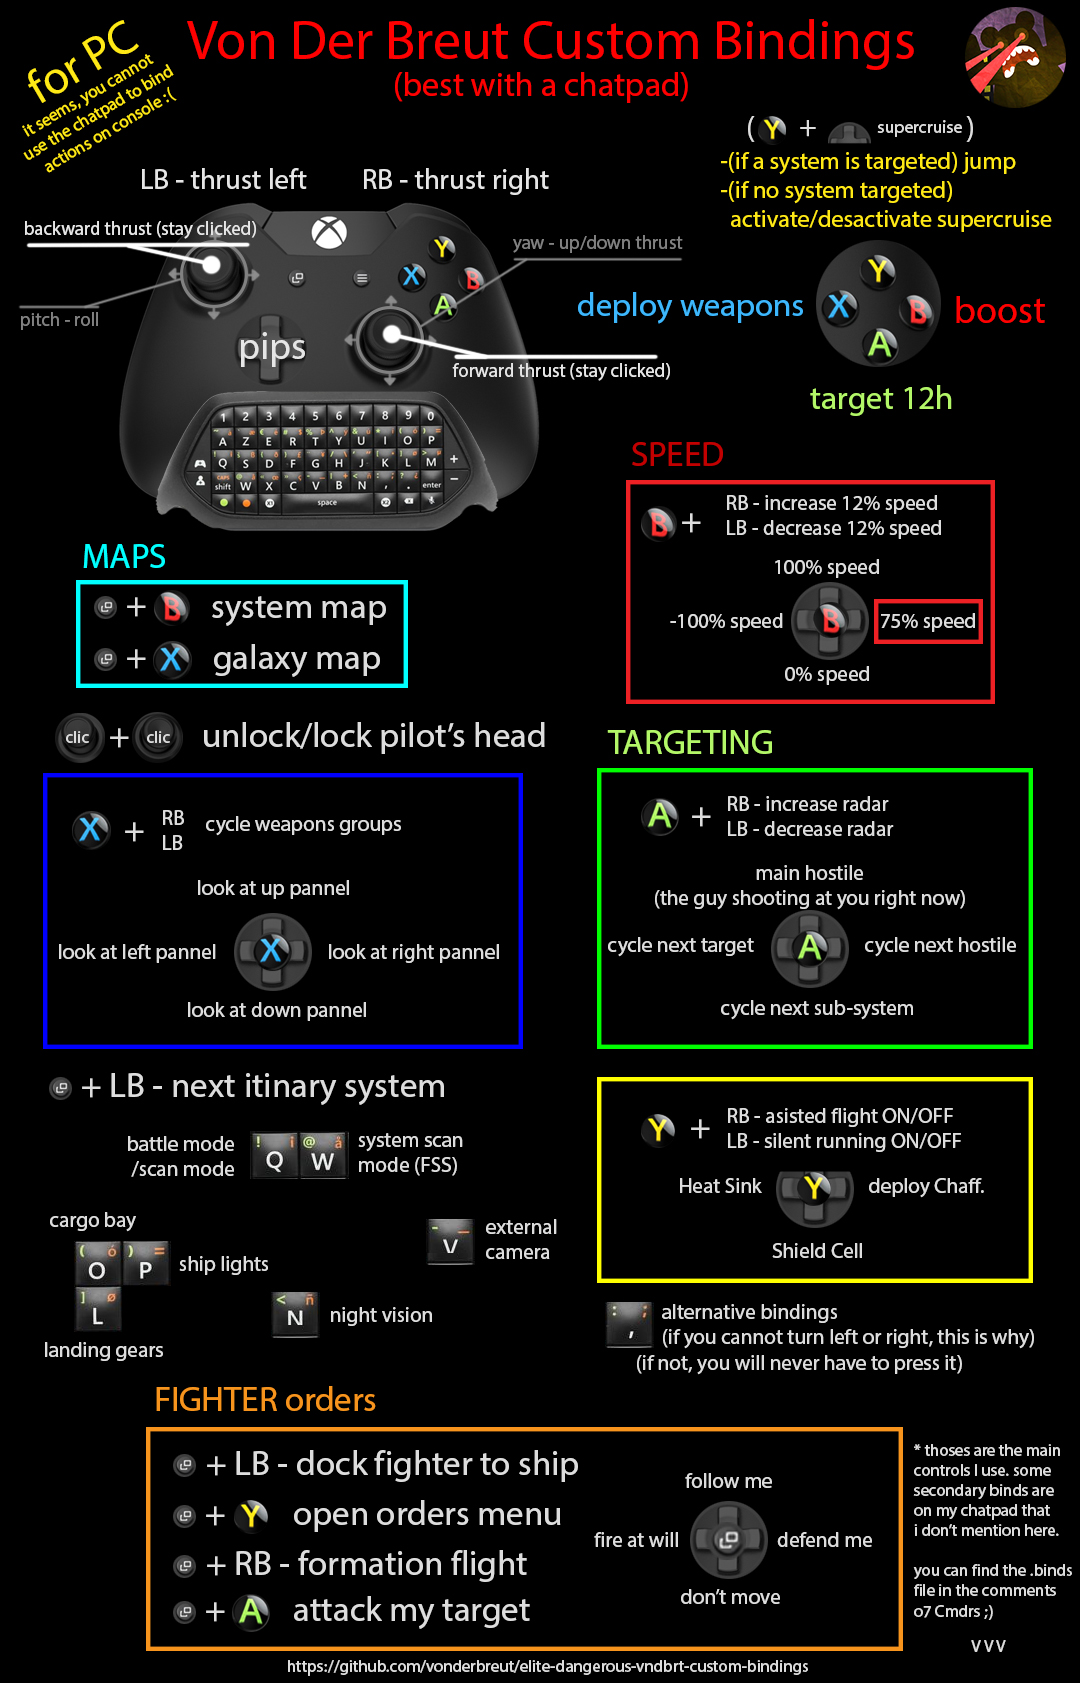 for PC
it seems, you cannot
use the chatpad to bind
actions on console :(
Von Der Breut Custom Bindings
(best with a chatpad)
( Y + supercruise )
-(if a system is targeted) jump
-(if no system targeted)
activate/desactivate supercruise
LB - thrust left
RB - thrust right
backward thrust (stay clicked)
yaw - up/down thrust
pitch - roll
Y
X B
A
pips
forward thrust (stay clicked)
deploy weapons
Y
X B
A
boost
target 12h
1 2 3 4 5 6 7 8 9 0
A Z E R T Y U I O P
Q S D F G H J K L M
shift W X C V B N , . enter
space
SPEED
B +
RB - increase 12% speed
LB - decrease 12% speed
100% speed
-100% speed
B
75% speed
0% speed
MAPS
+ B system map
+ X galaxy map
clic + clic unlock/lock pilot's head
X +
RB
LB
cycle weapons groups
look at up pannel
look at left pannel
X
look at right pannel
look at down pannel
TARGETING
A +
RB - increase radar
LB - decrease radar
main hostile
(the guy shooting at you right now)
cycle next target
A
cycle next hostile
cycle next sub-system
+ LB - next itinary system
battle mode
/scan mode
! i Q
@ å W
system scan
mode (FSS)
Y +
RB - asisted flight ON/OFF
LB - silent running ON/OFF
Heat Sink
Y
deploy Chaff.
Shield Cell
cargo bay
( ó O
) = P
ship lights
] ø L
landing gears
- _ V
external
camera
< ñ N
night vision
: ; ,
alternative bindings
(if you cannot turn left or right, this is why)
(if not, you will never have to press it)
FIGHTER orders
+ LB - dock fighter to ship
+ Y open orders menu
+ RB - formation flight
+ A attack my target
follow me
fire at will
defend me
don't move
* thoses are the main
controls I use. some
secondary binds are
on my chatpad that
i don't mention here.
you can find the .binds
file in the comments
o7 Cmdrs ;)
V V V
https://github.com/vonderbreut/elite-dangerous-vndbrt-custom-bindings